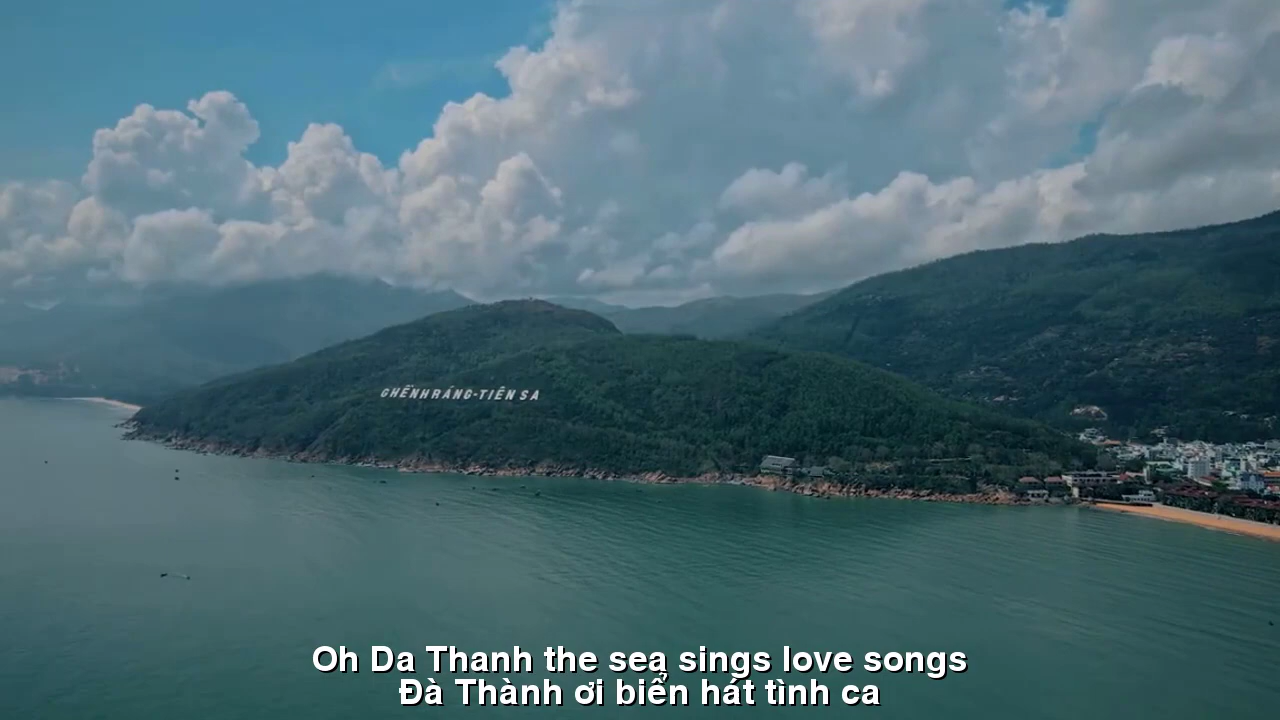 GHỀNH RÁNG-TIÊN SA
Oh Da Thanh the sea sings love songs
Đà Thành ơi biển hát tình ca